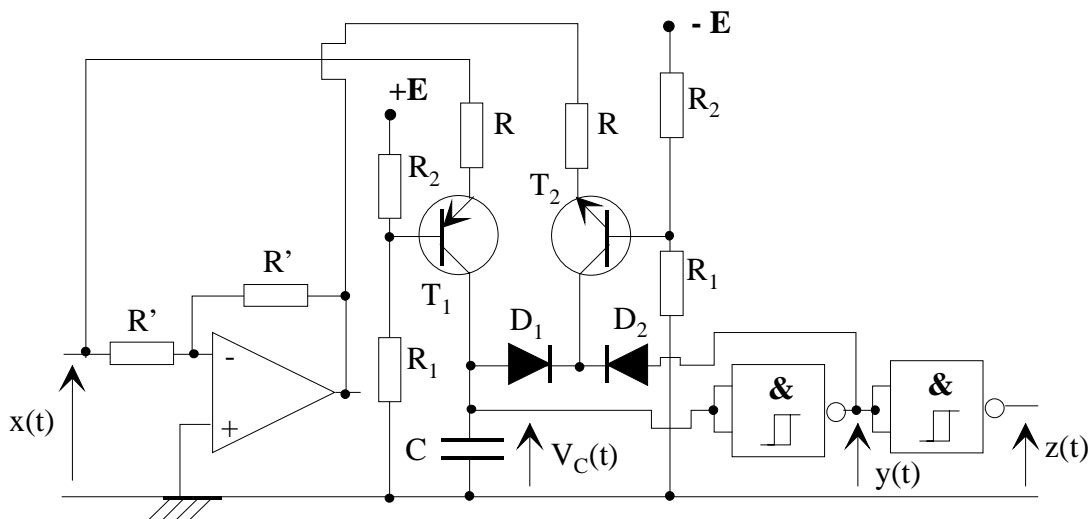 - E
+E
R
R
R₂
R₂
T₂
T₁
R₁
R'
R'
D₁
D₂
R₁
-
+
&
&
x(t)
C
V_C(t)
y(t)
z(t)